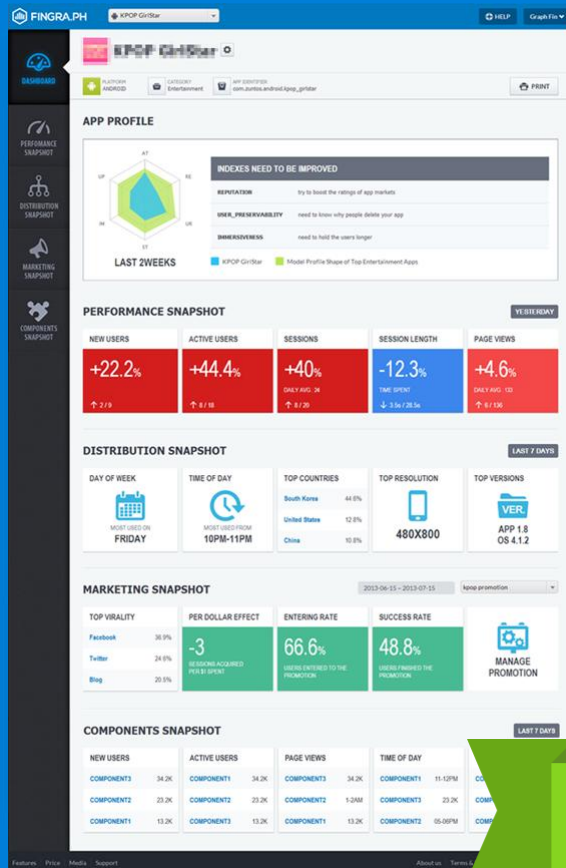 FINGRA.PH
KPOP GirlStar
HELP
Graph Fin
KPOP GirlStar
DASHBOARD
PLATFORM
ANDROID
CATEGORY
Entertainment
APP IDENTIFIER
com.zuntos.android.kpop_girlstar
PRINT
PERFOMANCE
SNAPSHOT
DISTRIBUTION
SNAPSHOT
MARKETING
SNAPSHOT
COMPONENTS
SNAPSHOT
APP PROFILE
LAST 2WEEKS
INDEXES NEED TO BE IMPROVED
REPUTATION try to boost the ratings of app markets
USER_PRESERVABILITY need to know why people delete your app
IMMERSIVENESS need to hold the users longer
KPOP GirlStar Model Profile Shape of Top Entertainment Apps
PERFORMANCE SNAPSHOT
YESTERDAY
NEW USERS
+22.2%
2 / 9
ACTIVE USERS
+44.4%
8 / 18
SESSIONS
+40%
DAILY AVG : 24
8 / 20
SESSION LENGTH
-12.3%
TIME SPENT
3.5s / 28.5s
PAGE VIEWS
+4.6%
6 / 130
DISTRIBUTION SNAPSHOT
LAST 7 DAYS
DAY OF WEEK
MOST USED ON
FRIDAY
TIME OF DAY
MOST USED FROM
10PM-11PM
TOP COUNTRIES
South Korea 44.6%
United States 12.8%
China 10.8%
TOP RESOLUTION
480X800
TOP VERSIONS
VER.
APP 1.8
OS 4.1.2
MARKETING SNAPSHOT
2013-06-15 ~ 2013-07-15
kpop promotion
TOP VIRALITY
Facebook 36.9%
Twitter 24.6%
Blog 20.5%
PER DOLLAR EFFECT
-3
SESSIONS ACQUIRED
PER $1 SPENT
ENTERING RATE
66.6%
USERS ENTERED TO THE
PROMOTION
SUCCESS RATE
48.8%
USERS FINISHED THE
PROMOTION
MANAGE
PROMOTION
COMPONENTS SNAPSHOT
LAST 7 DAYS
NEW USERS
COMPONENT3 34.2K
COMPONENT2 23.2K
COMPONENT1 13.2K
ACTIVE USERS
COMPONENT1 34.2K
COMPONENT2 23.2K
COMPONENT3 13.2K
PAGE VIEWS
COMPONENT3 34.2K
COMPONENT2 1-2AM
COMPONENT1 13.2K
TIME OF DAY
COMPONENT1 11-12PM
COMPONENT3 23.2K
COMPONENT2 05-06PM
Features Price Media Support
About us Terms &